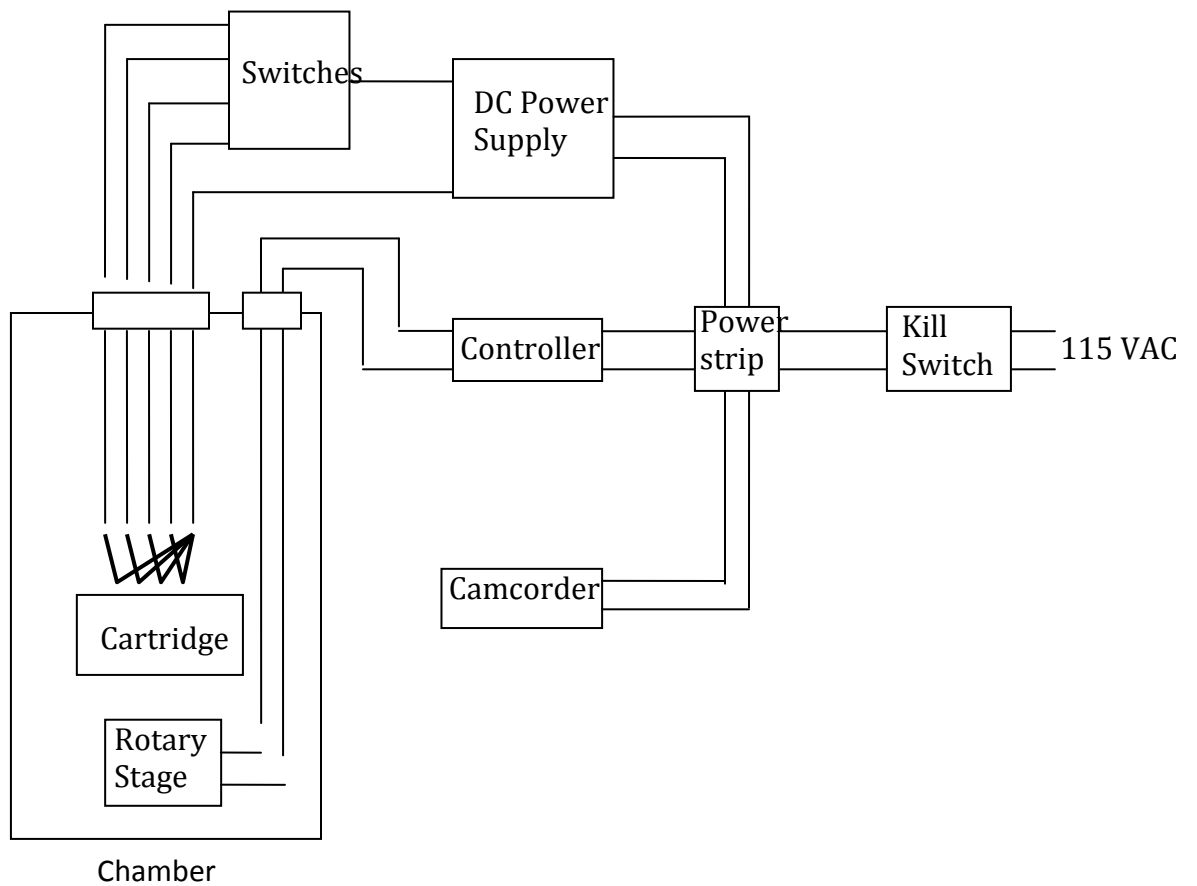 Switches
DC Power
Supply
Controller
Power
strip
Kill
Switch
115 VAC
Camcorder
Cartridge
Rotary
Stage
Chamber